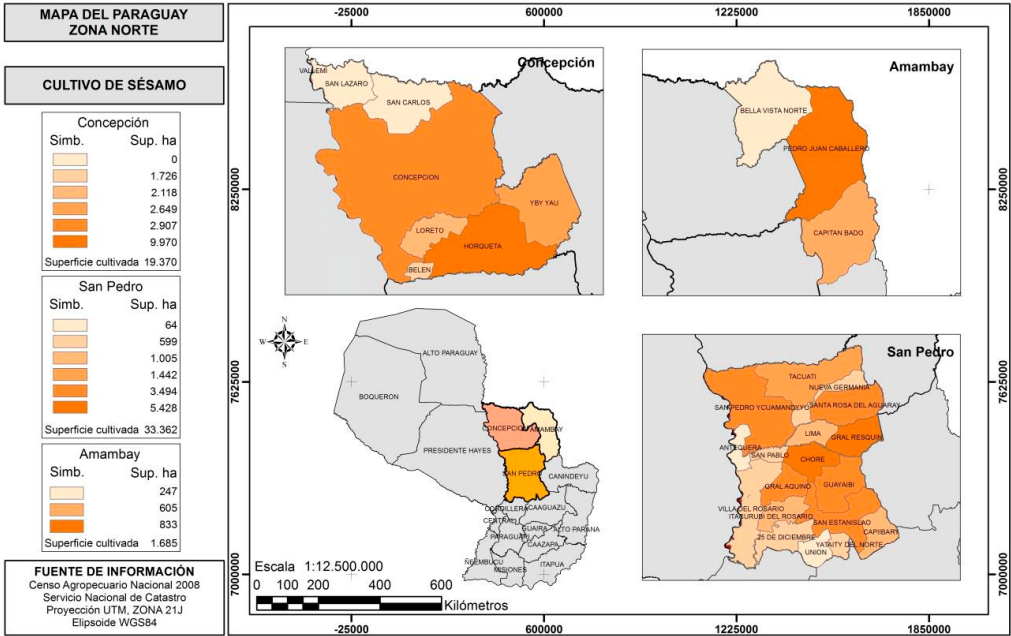 MAPA DEL PARAGUAY
ZONA NORTE
CULTIVO DE SÉSAMO
Concepción
Simb. Sup. ha
0
1.726
2.118
2.649
2.907
9.970
Superficie cultivada 19.370
San Pedro
Simb. Sup. ha
64
599
1.005
1.442
3.494
5.428
Superficie cultivada 33.362
Amambay
Simb. Sup. ha
247
605
833
Superficie cultivada 1.685
FUENTE DE INFORMACIÓN
Censo Agropecuario Nacional 2008
Servicio Nacional de Catastro
Proyección UTM, ZONA 21J
Elipsoide WGS84
-25000 600000 1225000 1850000
8250000
7625000
7000000
Concepción
VALLEMI
SAN LAZARO
SAN CARLOS
CONCEPCION
YBY YAU
LORETO
HORQUETA
BELEN
Amambay
BELLA VISTA NORTE
PEDRO JUAN CABALLERO
CAPITAN BADO
8250000
N
W E
S
ALTO PARAGUAY
BOQUERON
CONCEPCION
AMAMBAY
PRESIDENTE HAYES
SAN PEDRO
CANINDEYU
CORDILLERA
CAAGUAZU
CENTRAL
GUAIRA
ALTO PARANA
PARAGUARI
CAAZAPA
ÑEEMBUCU
MISIONES
ITAPUA
Escala 1:12.500.000
0 100 200 400 600
Kilómetros
San Pedro
TACUATI
NUEVA GERMANIA
SAN PEDRO YCUAMANDYYU
SANTA ROSA DEL AGUARAY
LIMA
GRAL RESQUIN
ANTEQUERA
SAN PABLO
CHORE
GRAL AQUINO
GUAYAIBI
VILLA DEL ROSARIO
ITACURUBI DEL ROSARIO
SAN ESTANISLAO
CAPIIBARY
25 DE DICIEMBRE
YATAITY DEL NORTE
UNION
7625000
7000000
-25000 600000 1225000 1850000